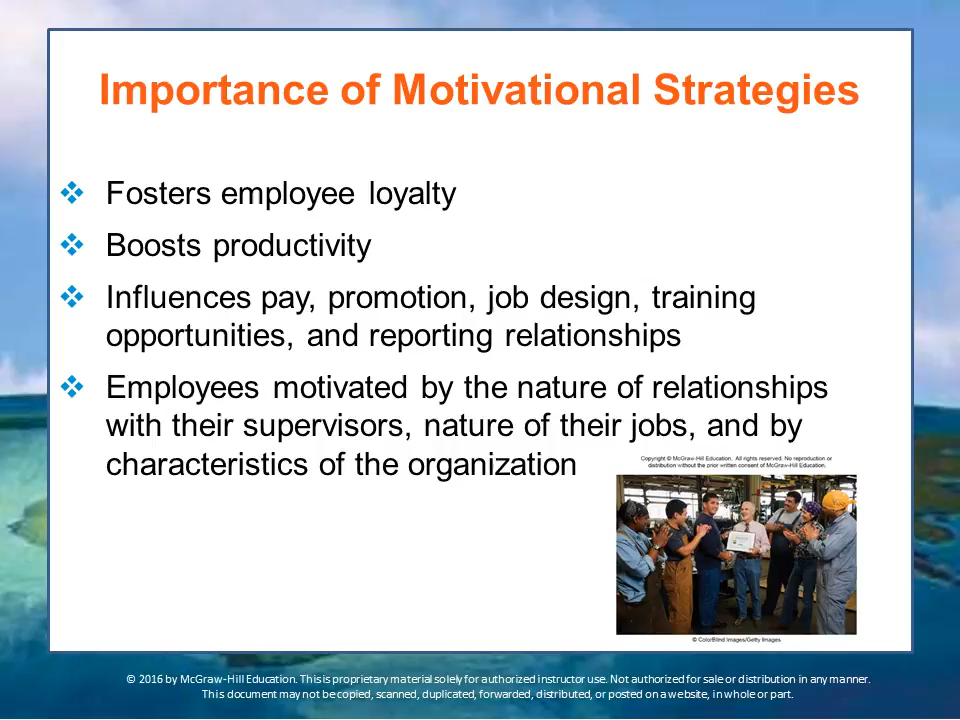 Importance of Motivational Strategies
Fosters employee loyalty
Boosts productivity
Influences pay, promotion, job design, training
opportunities, and reporting relationships
Employees motivated by the nature of relationships
with their supervisors, nature of their jobs, and by
characteristics of the organization
Copyright © McGraw-Hill Education. All rights reserved. No reproduction or
distribution without the prior written consent of McGraw-Hill Education.
© ColorBlind Images/Getty Images
© 2016 by McGraw-Hill Education. This is proprietary material solely for authorized instructor use. Not authorized for sale or distribution in any manner.
This document may not be copied, scanned, duplicated, forwarded, distributed, or posted on a website, in whole or part.